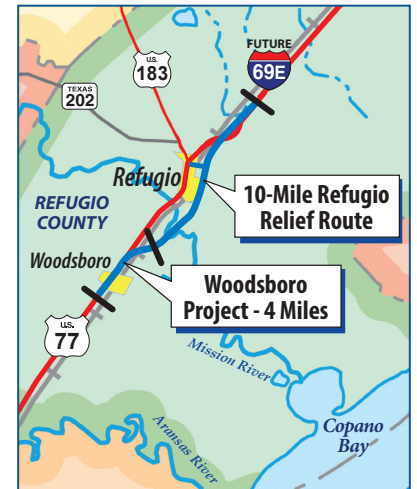 FUTURE
69E
U.S.
183
TEXAS
202
Refugio
10-Mile Refugio
Relief Route
REFUGIO
COUNTY
Woodsboro
Woodsboro
Project - 4 Miles
U.S.
77
Mission River
Aransas River
Copano
Bay